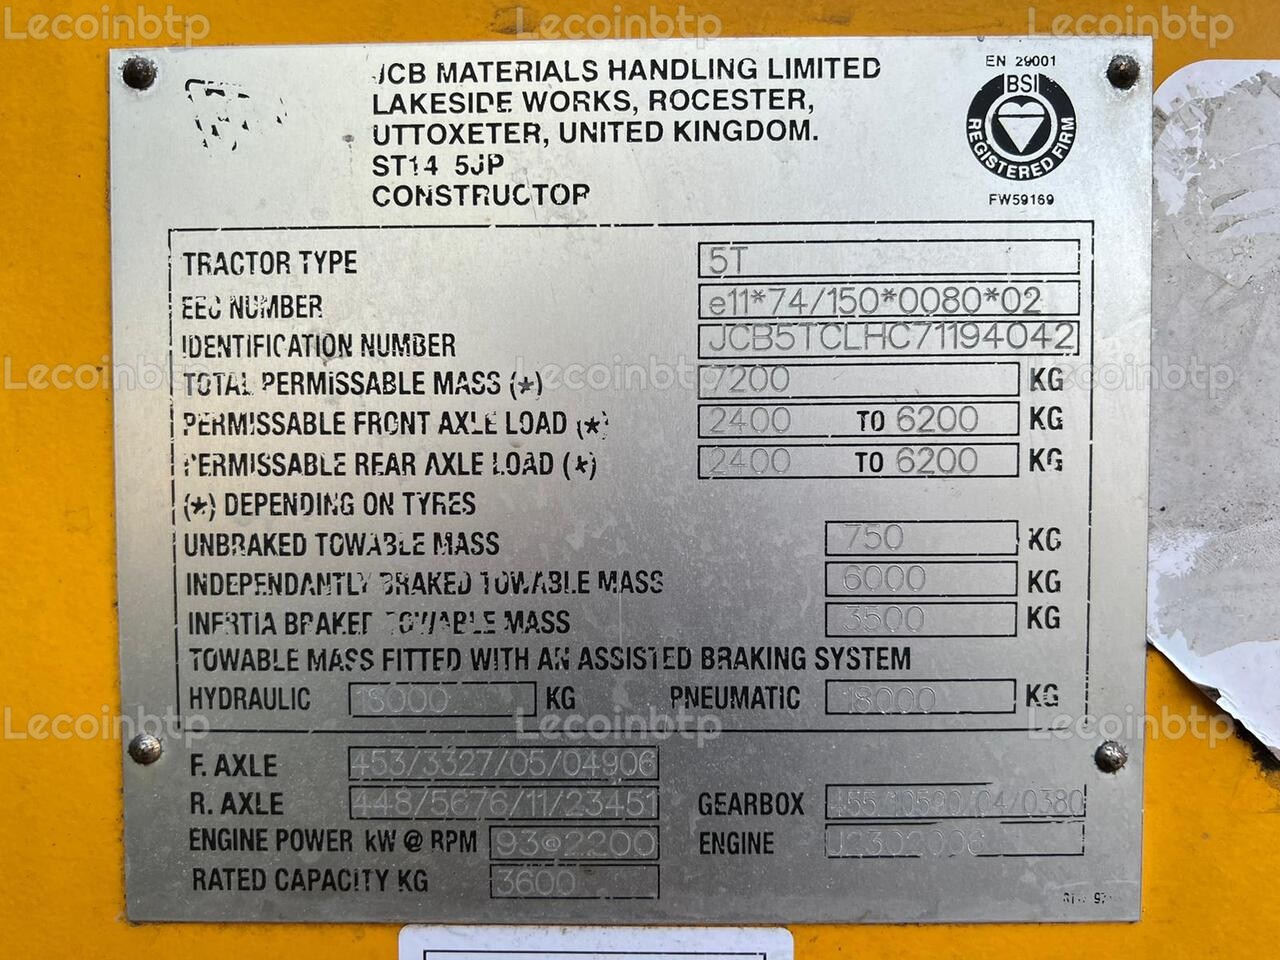 Lecoinbtp Lecoinbtp Lecoinbtp
JCB MATERIALS HANDLING LIMITED
LAKESIDE WORKS, ROCESTER,
UTTOXETER, UNITED KINGDOM.
ST14 5JP
CONSTRUCTOR
EN 29001
BSI
REGISTERED FIRM
FW59169
TRACTOR TYPE 5T
EEC NUMBER e11*74/150*0080*02
IDENTIFICATION NUMBER JCB5TCLHC71194042
Lecoinbtp Lecoinbtp Lecoinbtp
TOTAL PERMISSABLE MASS (*) 7200 KG
PERMISSABLE FRONT AXLE LOAD (*) 2400 TO 6200 KG
PERMISSABLE REAR AXLE LOAD (*) 2400 TO 6200 KG
(*) DEPENDING ON TYRES
UNBRAKED TOWABLE MASS 750 KG
INDEPENDANTLY BRAKED TOWABLE MASS 6000 KG
INERTIA BRAKED TOWABLE MASS 3500 KG
TOWABLE MASS FITTED WITH AN ASSISTED BRAKING SYSTEM
HYDRAULIC 18000 KG PNEUMATIC 18000 KG
Lecoinbtp Lecoinbtp Lecoinbtp
F. AXLE 453/3327/05/04906
R. AXLE 448/5676/11/23451 GEARBOX 455/10590/04/0380
ENGINE POWER kW @ RPM 93@2200 ENGINE U2302006
RATED CAPACITY KG 3600